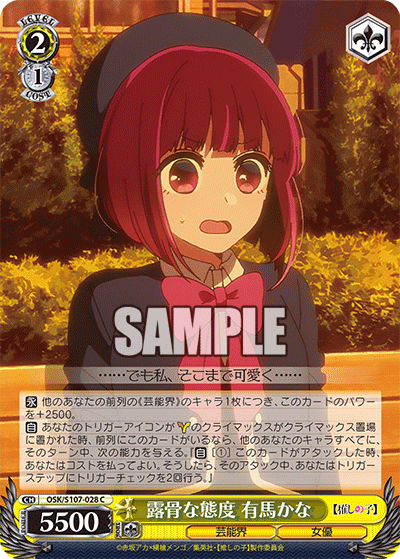 LEVEL
2
1
COST
SAMPLE
……でも私、そこまで可愛く……
永 他のあなたの前列の《芸能界》のキャラ1枚につき、このカードのパワー
を＋2500。
自 あなたのトリガーアイコンが のクライマックスがクライマックス置場
に置かれた時、前列にこのカードがいるなら、他のあなたのキャラすべてに、
そのターン中、次の能力を与える。『自 ［①］ このカードがアタックした時、
あなたはコストを払ってよい。そうしたら、そのアタック中、あなたはトリガー
ステップにトリガーチェックを2回行う。』
CH OSK/S107-028 C
5500
露骨な態度 有馬かな
【推しの子】
芸能界 女優
©赤坂アカ×横槍メンゴ／集英社・【推しの子】製作委員会